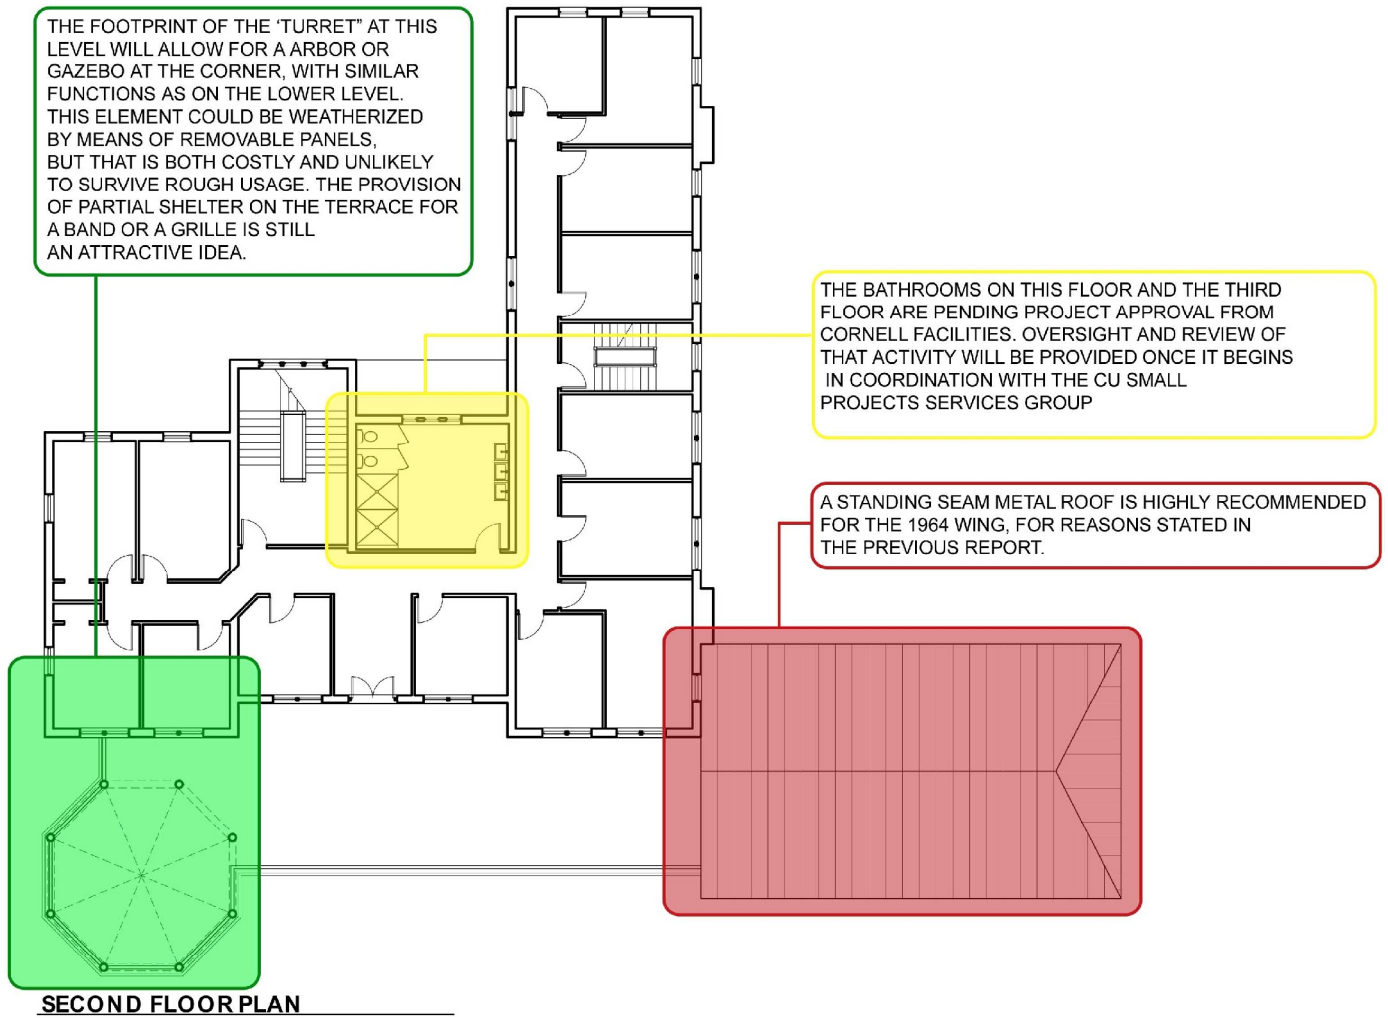 THE FOOTPRINT OF THE ‘TURRET” AT THIS
LEVEL WILL ALLOW FOR A ARBOR OR
GAZEBO AT THE CORNER, WITH SIMILAR
FUNCTIONS AS ON THE LOWER LEVEL.
THIS ELEMENT COULD BE WEATHERIZED
BY MEANS OF REMOVABLE PANELS,
BUT THAT IS BOTH COSTLY AND UNLIKELY
TO SURVIVE ROUGH USAGE. THE PROVISION
OF PARTIAL SHELTER ON THE TERRACE FOR
A BAND OR A GRILLE IS STILL
AN ATTRACTIVE IDEA.
THE BATHROOMS ON THIS FLOOR AND THE THIRD
FLOOR ARE PENDING PROJECT APPROVAL FROM
CORNELL FACILITIES. OVERSIGHT AND REVIEW OF
THAT ACTIVITY WILL BE PROVIDED ONCE IT BEGINS
IN COORDINATION WITH THE CU SMALL
PROJECTS SERVICES GROUP
A STANDING SEAM METAL ROOF IS HIGHLY RECOMMENDED
FOR THE 1964 WING, FOR REASONS STATED IN
THE PREVIOUS REPORT.
SECOND FLOOR PLAN